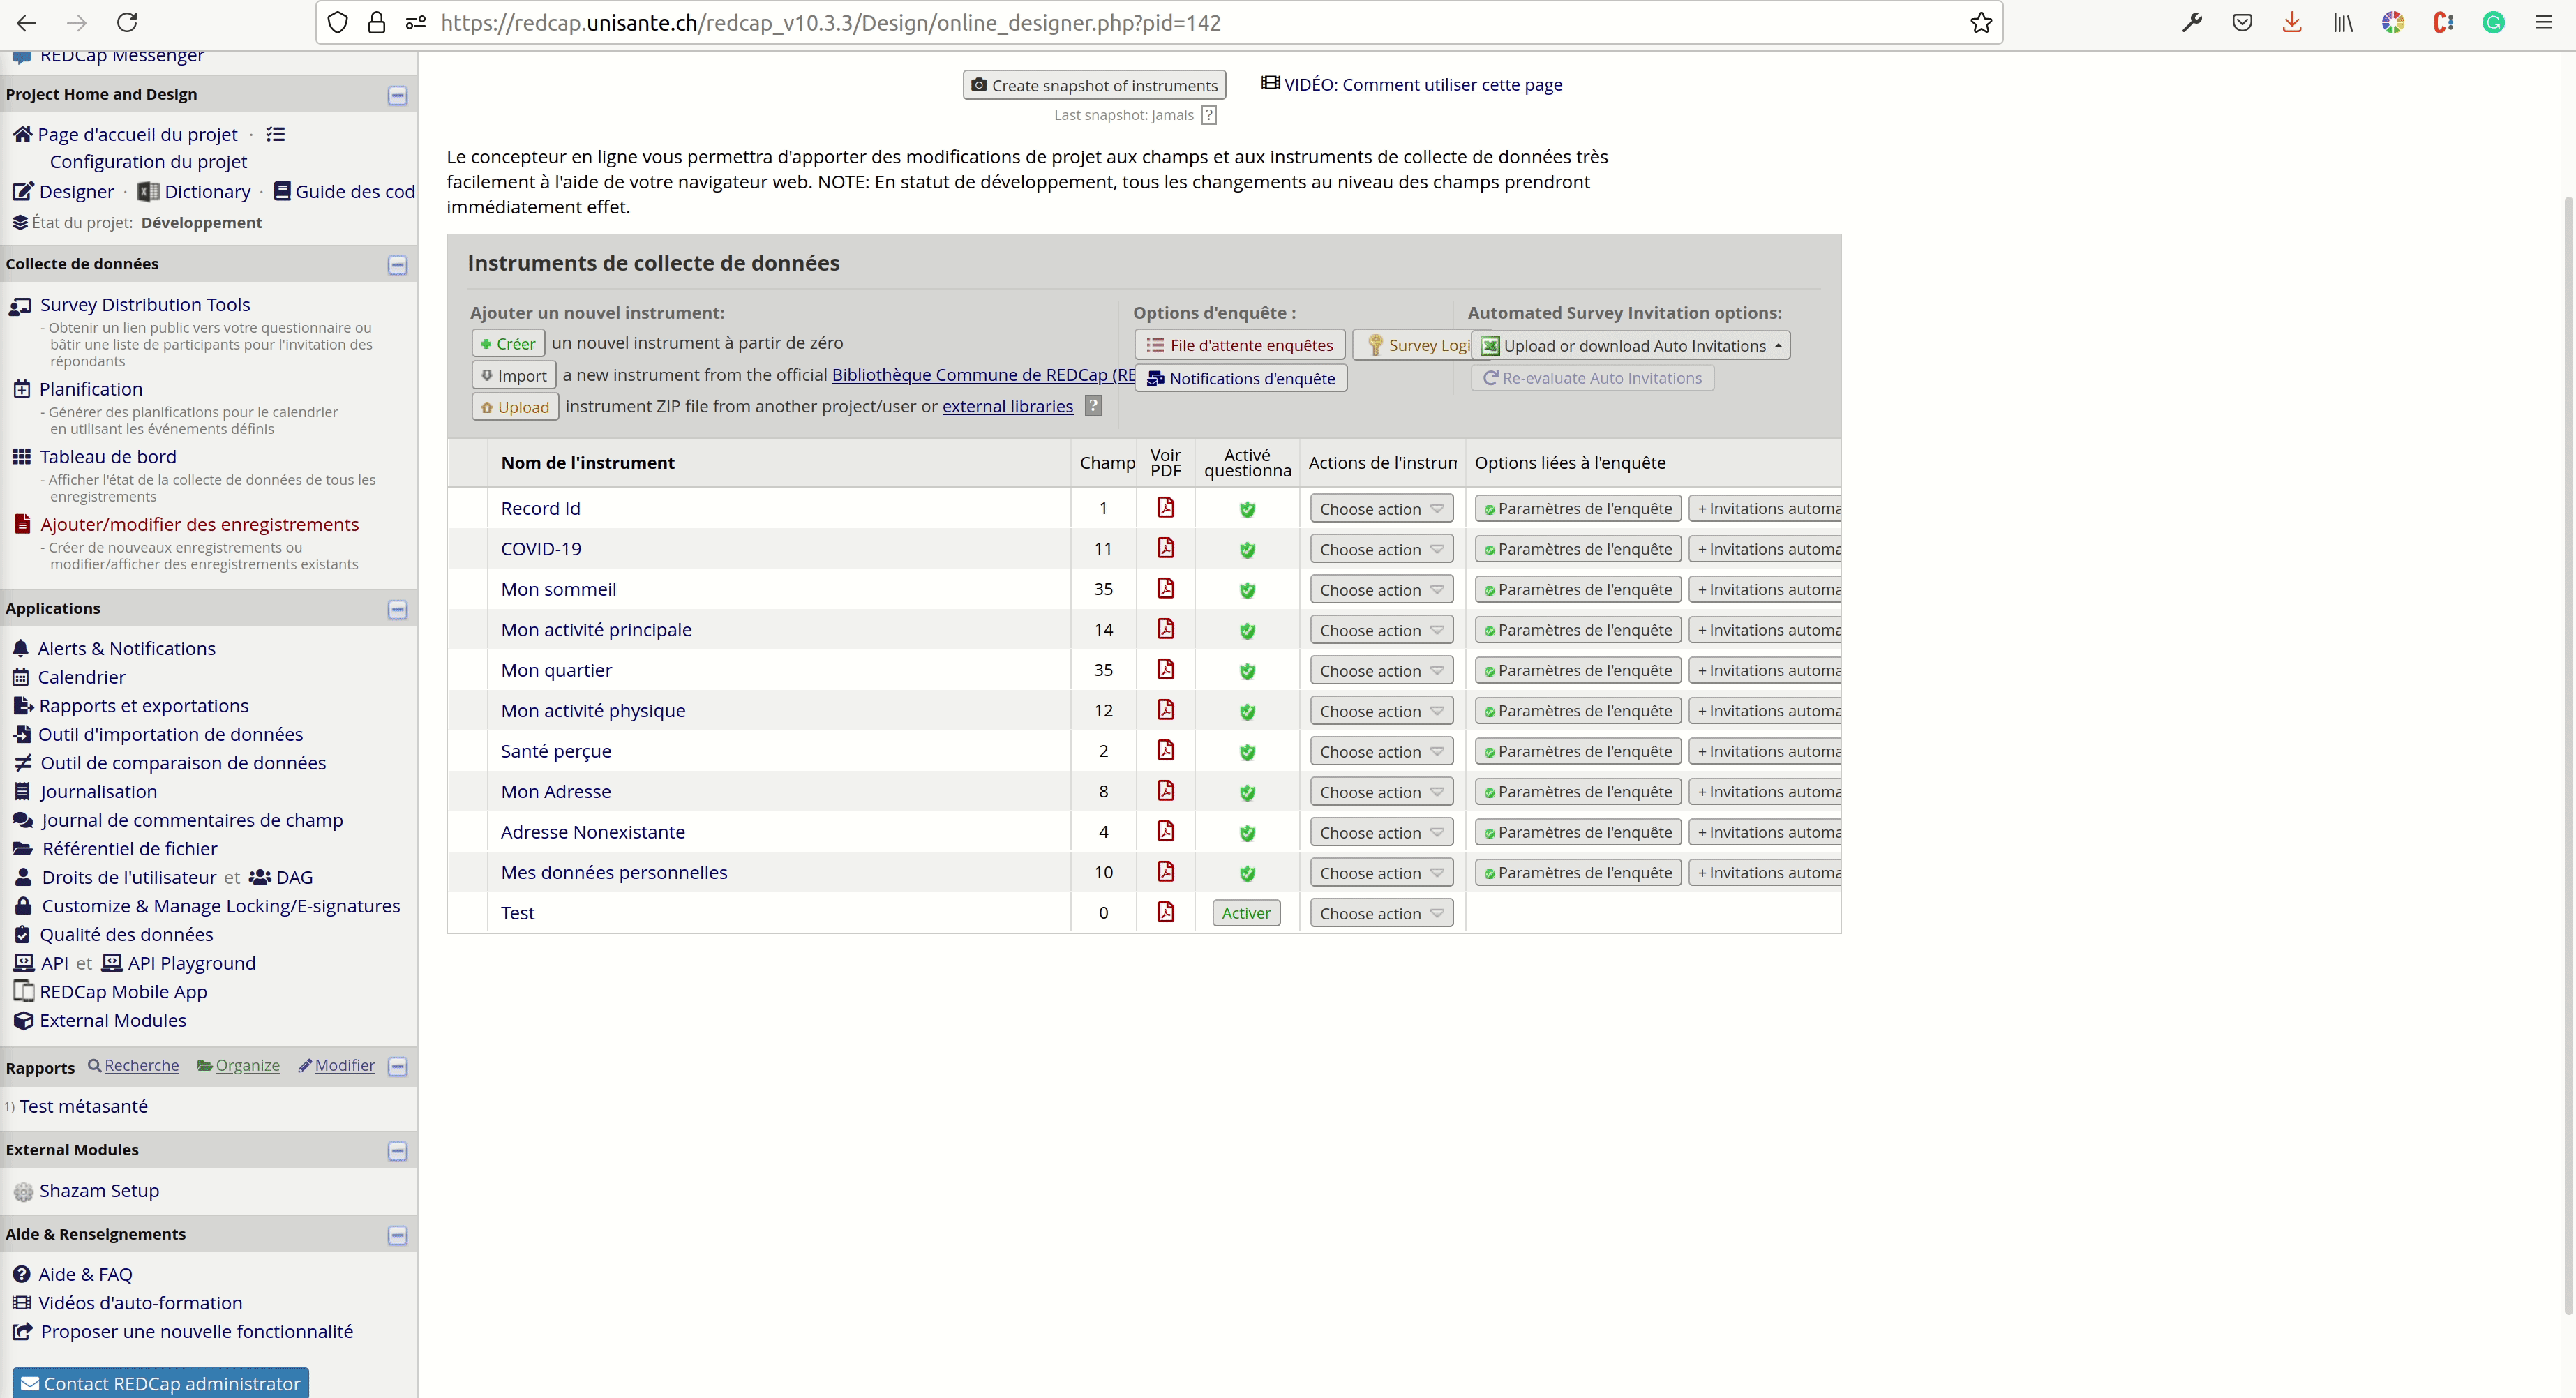 https://redcap.unisante.ch/redcap_v10.3.3/Design/online_designer.php?pid=142
REDCap Messenger
Project Home and Design
Page d'accueil du projet ·
Configuration du projet
Designer · Dictionary · Guide des cod
État du projet: Développement
Collecte de données
Survey Distribution Tools
- Obtenir un lien public vers votre questionnaire ou
bâtir une liste de participants pour l'invitation des
répondants
Planification
- Générer des planifications pour le calendrier
en utilisant les événements définis
Tableau de bord
- Afficher l'état de la collecte de données de tous les
enregistrements
Ajouter/modifier des enregistrements
- Créer de nouveaux enregistrements ou
modifier/afficher des enregistrements existants
Applications
Alerts & Notifications
Calendrier
Rapports et exportations
Outil d'importation de données
Outil de comparaison de données
Journalisation
Journal de commentaires de champ
Référentiel de fichier
Droits de l'utilisateur et DAG
Customize & Manage Locking/E-signatures
Qualité des données
API et API Playground
REDCap Mobile App
External Modules
Rapports Recherche Organize Modifier
1) Test métasanté
External Modules
Shazam Setup
Aide & Renseignements
Aide & FAQ
Vidéos d'auto-formation
Proposer une nouvelle fonctionnalité
Contact REDCap administrator
Create snapshot of instruments VIDÉO: Comment utiliser cette page
Last snapshot: jamais ?
Le concepteur en ligne vous permettra d'apporter des modifications de projet aux champs et aux instruments de collecte de données très
facilement à l'aide de votre navigateur web. NOTE: En statut de développement, tous les changements au niveau des champs prendront
immédiatement effet.
Instruments de collecte de données
Ajouter un nouvel instrument:
Créer un nouvel instrument à partir de zéro
Import a new instrument from the official Bibliothèque Commune de REDCap (RE
Upload instrument ZIP file from another project/user or external libraries ?
Options d'enquête :
File d'attente enquêtes Survey Logi
Notifications d'enquête
Automated Survey Invitation options:
Upload or download Auto Invitations
Re-evaluate Auto Invitations
Nom de l'instrument Champ Voir PDF Activé questionna Actions de l'instrun Options liées à l'enquête
Record Id 1 Choose action Paramètres de l'enquête + Invitations automa
COVID-19 11 Choose action Paramètres de l'enquête + Invitations automa
Mon sommeil 35 Choose action Paramètres de l'enquête + Invitations automa
Mon activité principale 14 Choose action Paramètres de l'enquête + Invitations automa
Mon quartier 35 Choose action Paramètres de l'enquête + Invitations automa
Mon activité physique 12 Choose action Paramètres de l'enquête + Invitations automa
Santé perçue 2 Choose action Paramètres de l'enquête + Invitations automa
Mon Adresse 8 Choose action Paramètres de l'enquête + Invitations automa
Adresse Nonexistante 4 Choose action Paramètres de l'enquête + Invitations automa
Mes données personnelles 10 Choose action Paramètres de l'enquête + Invitations automa
Test 0 Activer Choose action